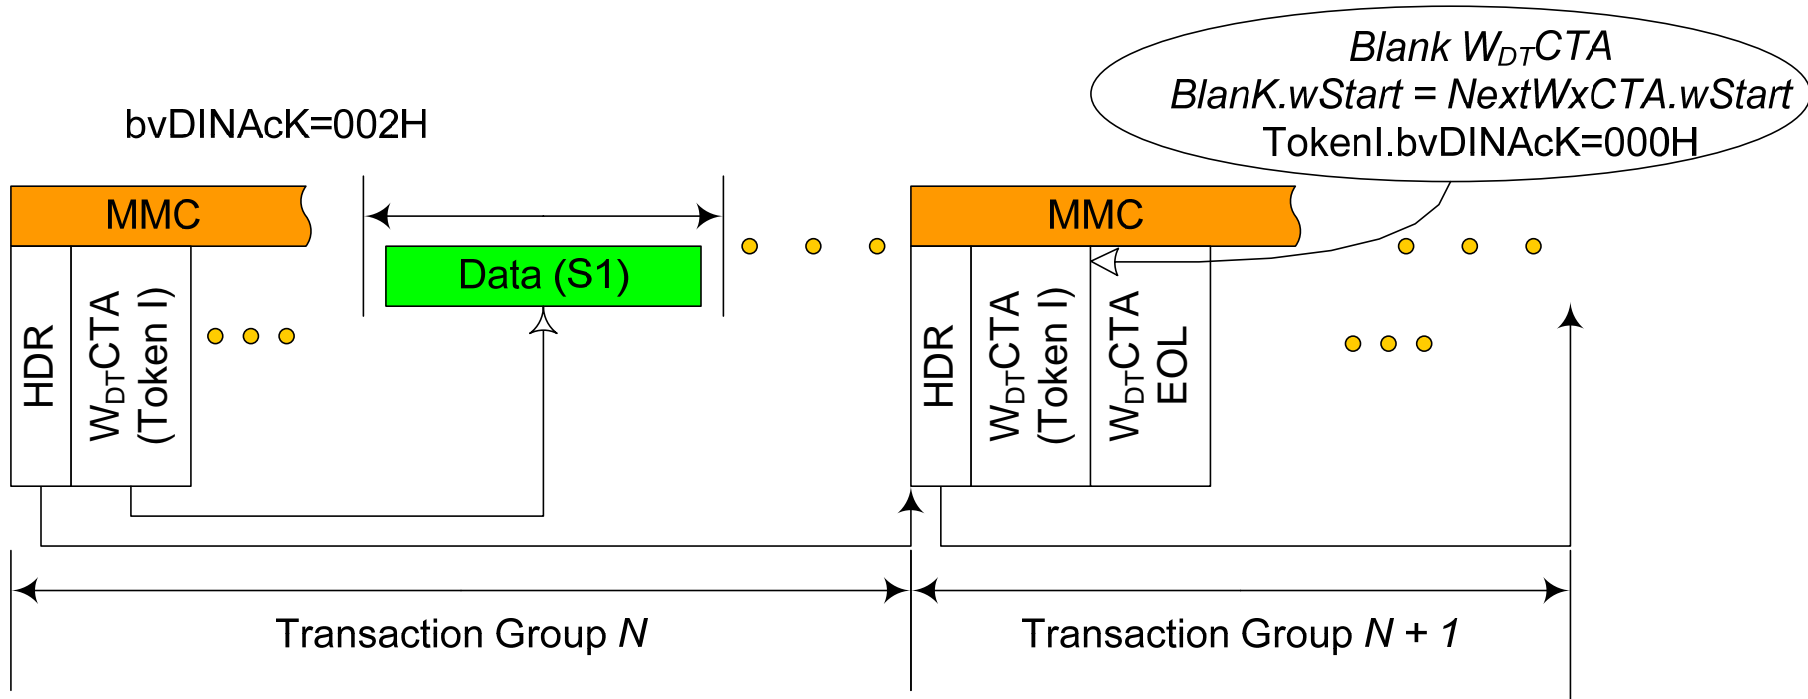 Blank WDTCTA
BlanK.wStart = NextWxCTA.wStart
TokenI.bvDINAcK=000H
bvDINAcK=002H
MMC
Data (S1)
MMC
HDR
WDTCTA
(Token I)
HDR
WDTCTA
(Token I)
WDTCTA
EOL
Transaction Group N
Transaction Group N + 1